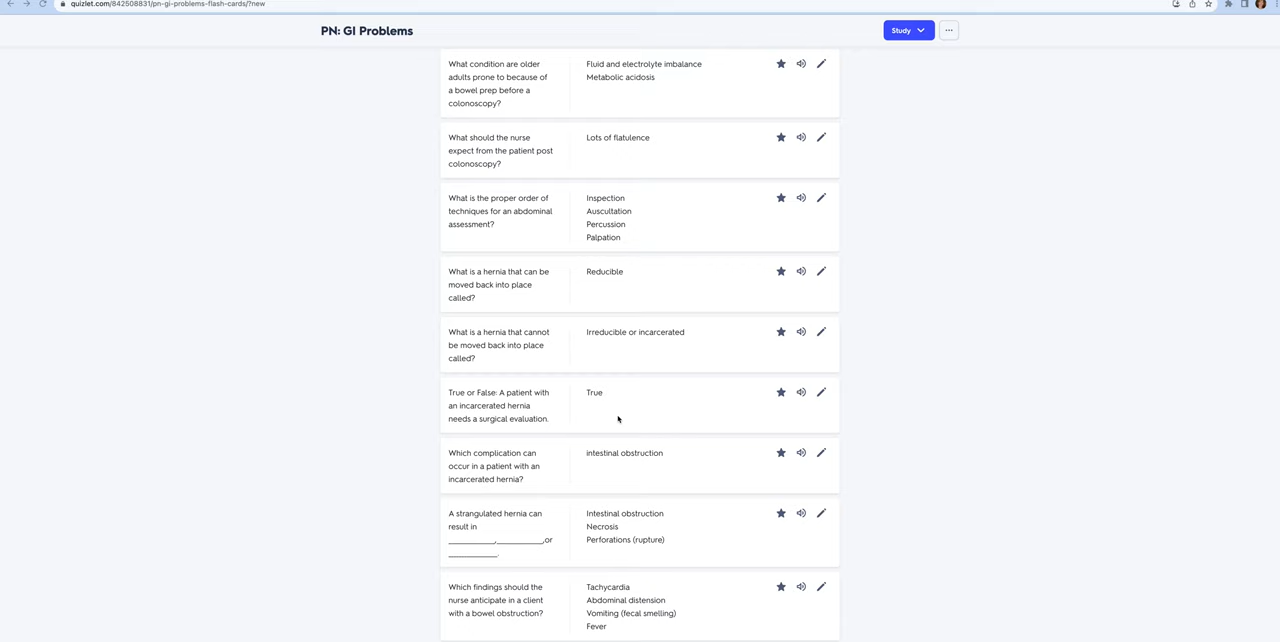 quizlet.com/842508831/pn-gi-problems-flash-cards/?new
PN: GI Problems
Study
What condition are older
adults prone to because of
a bowel prep before a
colonoscopy?
Fluid and electrolyte imbalance
Metabolic acidosis
What should the nurse
expect from the patient post
colonoscopy?
Lots of flatulence
What is the proper order of
techniques for an abdominal
assessment?
Inspection
Auscultation
Percussion
Palpation
What is a hernia that can be
moved back into place
called?
Reducible
What is a hernia that cannot
be moved back into place
called?
Irreducible or incarcerated
True or False: A patient with
an incarcerated hernia
needs a surgical evaluation.
True
Which complication can
occur in a patient with an
incarcerated hernia?
intestinal obstruction
A strangulated hernia can
result in
___________,___________,or
____________.
Intestinal obstruction
Necrosis
Perforations (rupture)
Which findings should the
nurse anticipate in a client
with a bowel obstruction?
Tachycardia
Abdominal distension
Vomiting (fecal smelling)
Fever